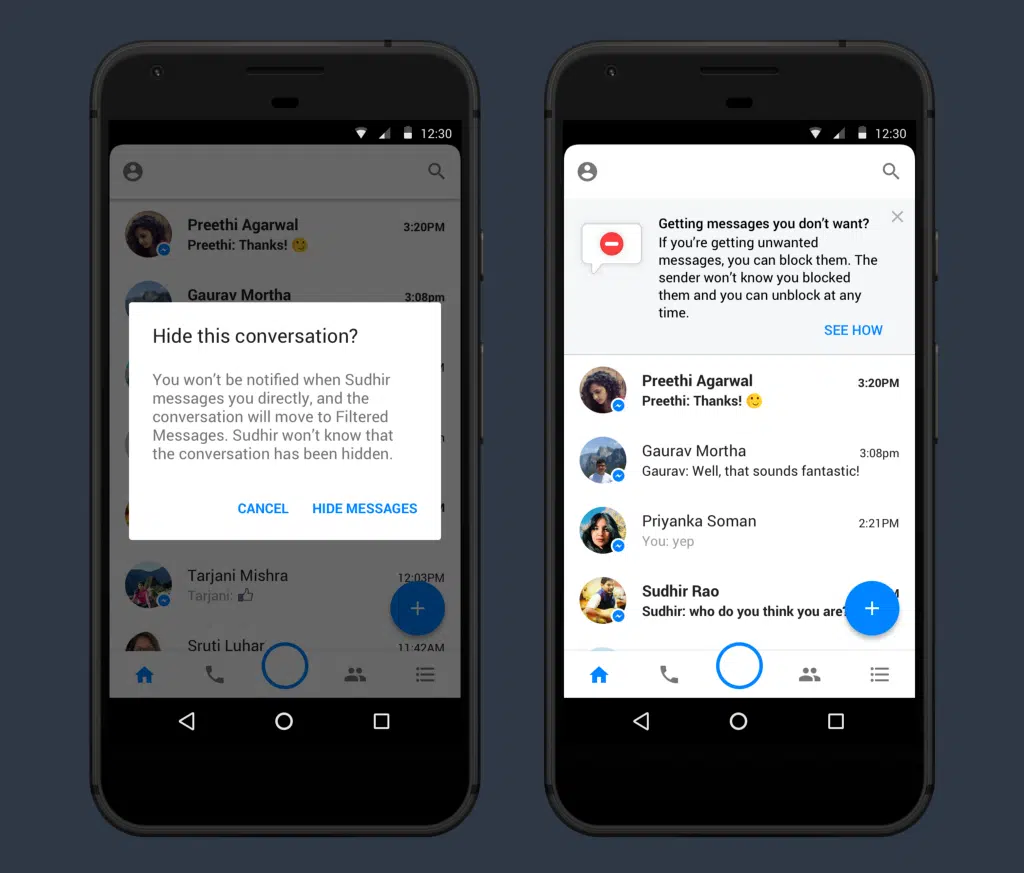 12:30
Preethi Agarwal
3:20PM
Preethi: Thanks!
Gaurav Mortha
3:08pm
Hide this conversation?
You won’t be notified when Sudhir
messages you directly, and the
conversation will move to Filtered
Messages. Sudhir won’t know that
the conversation has been hidden.
CANCEL
HIDE MESSAGES
Tarjani Mishra
12:03PM
Tarjani:
Sruti Luhar
11:42AM
12:30
Getting messages you don’t want?
If you’re getting unwanted
messages, you can block them. The
sender won’t know you blocked
them and you can unblock at any
time.
SEE HOW
Preethi Agarwal
3:20PM
Preethi: Thanks!
Gaurav Mortha
3:08pm
Gaurav: Well, that sounds fantastic!
Priyanka Soman
2:21PM
You: yep
Sudhir Rao
Sudhir: who do you think you are?